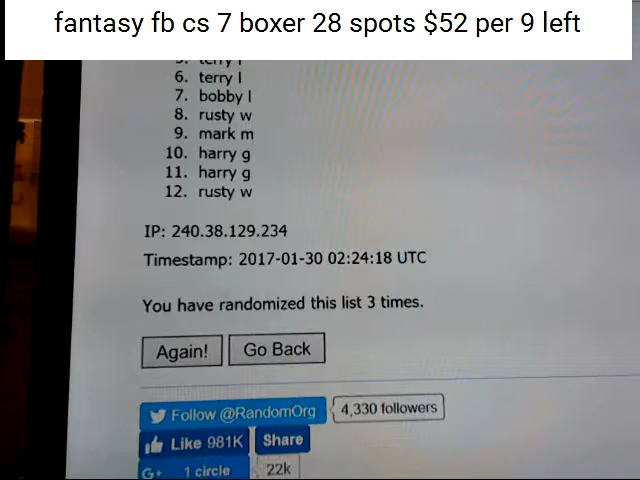 fantasy fb cs 7 boxer 28 spots $52 per 9 left
6. terry l
7. bobby l
8. rusty w
9. mark m
10. harry g
11. harry g
12. rusty w
IP: 240.38.129.234
Timestamp: 2017-01-30 02:24:18 UTC
You have randomized this list 3 times.
Again! Go Back
Follow @RandomOrg 4,330 followers
Like 981K Share
G+ 1 circle 22k